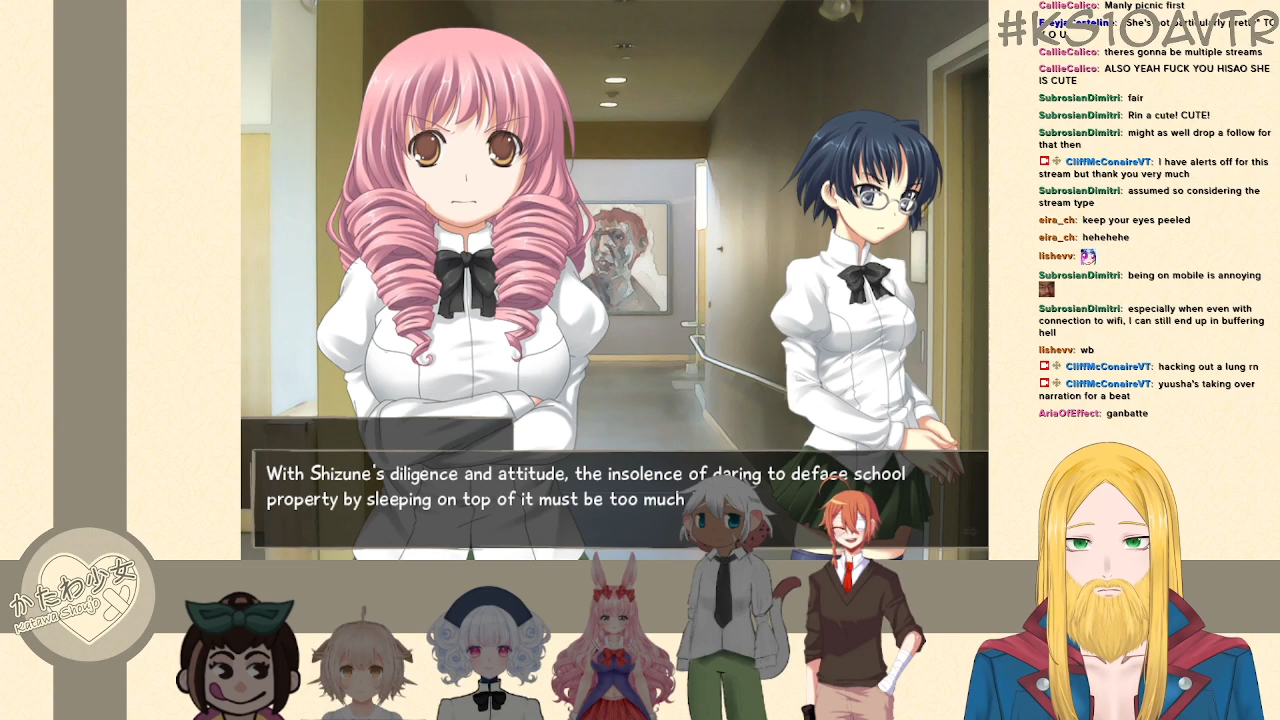 CallieCalico: Manly picnic first
#KS10AVTR
CallieCalico: theres gonna be multiple streams
CallieCalico: ALSO YEAH FUCK YOU HISAO SHE
IS CUTE
SubrosianDimitri: fair
SubrosianDimitri: Rin a cute! CUTE!
SubrosianDimitri: might as well drop a follow for
that then
CliffMcConaireVT: I have alerts off for this
stream but thank you very much
SubrosianDimitri: assumed so considering the
stream type
eira_ch: keep your eyes peeled
eira_ch: hehehehe
lishevv:
SubrosianDimitri: being on mobile is annoying
SubrosianDimitri: especially when even with
connection to wifi, I can still end up in buffering
hell
lishevv: wb
CliffMcConaireVT: hacking out a lung rn
CliffMcConaireVT: yuusha's taking over
narration for a beat
AriaOfEffect: ganbatte
With Shizune's diligence and attitude, the insolence of daring to deface school
property by sleeping on top of it must be too much
かたわ少女
Katawa Shoujo